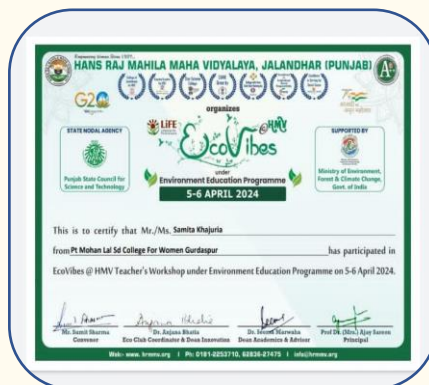 HANS RAJ MAHILA MAHA VIDYALAYA, JALANDHAR (PUNJAB)
G20
LiFE
organizes
EcoVibes @HMV
under
Environment Education Programme
5-6 APRIL 2024
STATE NODAL AGENCY
Punjab State Council for
Science and Technology
SUPPORTED BY
Ministry of Environment,
Forest & Climate Change,
Govt. of India
This is to certify that Mr./Ms. Samita Khajuria
from Pt Mohan Lal Sd College For Women Gurdaspur has participated in
EcoVibes @ HMV Teacher's Workshop under Environment Education Programme on 5-6 April 2024.
Mr. Sumit Sharma
Convenor
Dr. Anjana Bhatia
Eco Club Coordinator & Dean Innovation
Dr. Seema Marwaha
Dean Academics & Advisor
Prof Dr. (Mrs.) Ajay Sareen
Principal
Web:- www. hrmmv.org | Ph: 0181-2253710, 62836-27475 | info@hrmmv.org